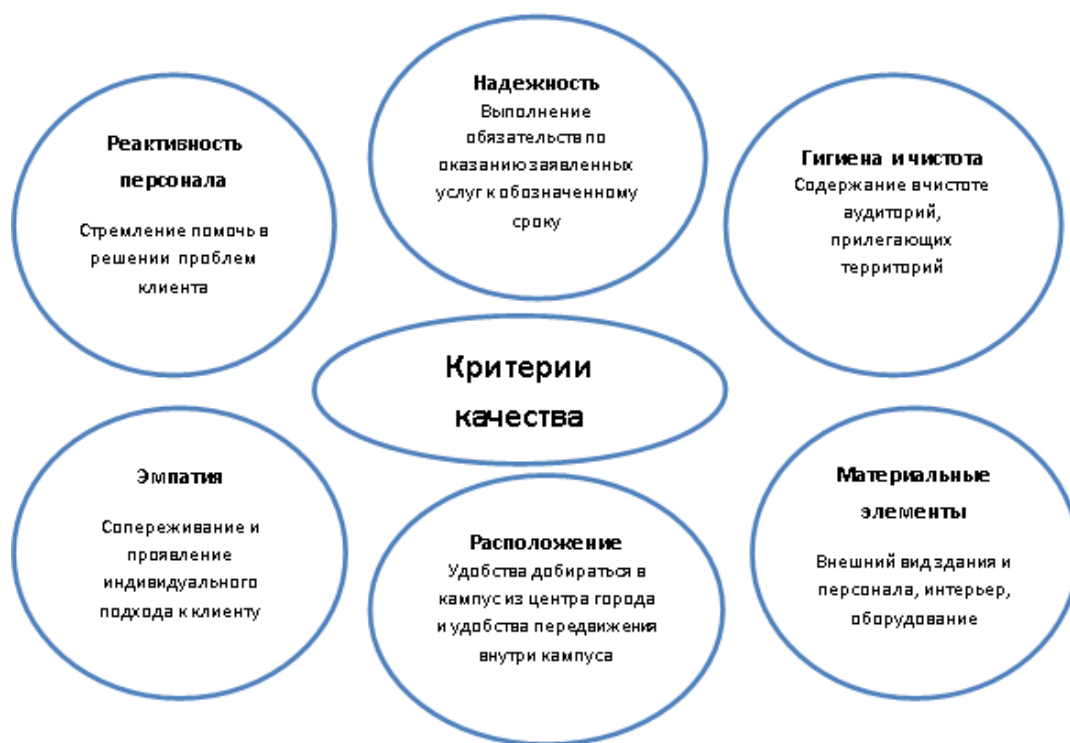 Надежность
Выполнение
обязательств по
оказанию заявленных
услуг к обозначенному
сроку
Реактивность
персонала
Стремление помочь в
решении проблем
клиента
Гигиена и чистота
Содержание в чистоте
аудиторий,
прилегающих
территорий
Критерии
качества
Эмпатия
Сопереживание и
проявление
индивидуального
подхода к клиенту
Расположение
Удобства добираться в
кампус из центра города
и удобства передвижения
внутри кампуса
Материальные
элементы
Внешний вид здания и
персонала, интерьер,
оборудование